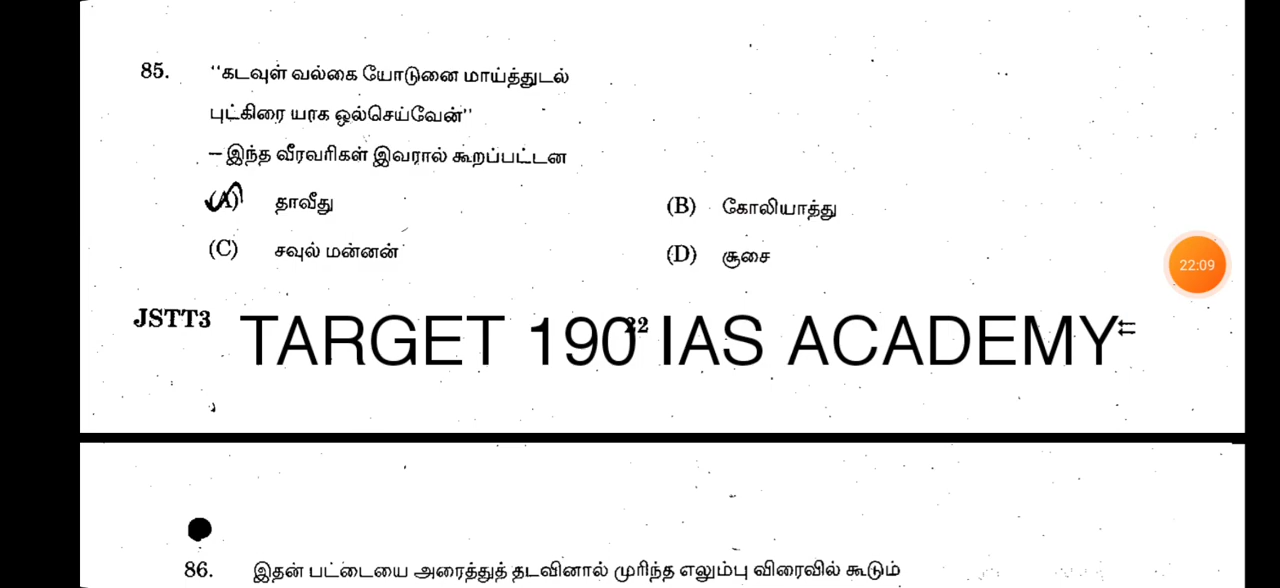 85. ‘‘கடவுள் வல்கை யோடுனை மாய்த்துடல்
புட்கிரை யாக ஒல்செய்வேன்’’
– இந்த வீரவரிகள் இவரால் கூறப்பட்டன
(A) தாவீது (B) கோலியாத்து
(C) சவுல் மன்னன் (D) சூசை
22:09
JSTT3 22 ⇆
TARGET 190 IAS ACADEMY
86. இதன் பட்டையை அரைத்துத் தடவினால் முரிந்த எலும்பு விரைவில் கூடும்